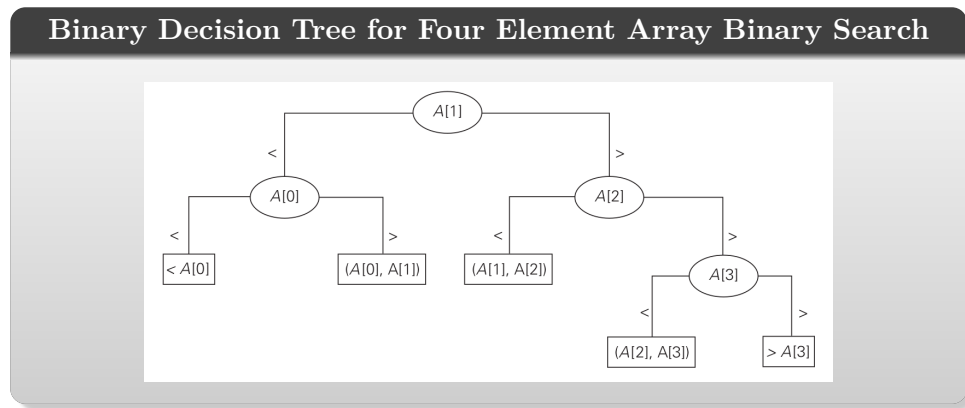 Binary Decision Tree for Four Element Array Binary Search
A[1]
< >
A[0] A[2]
< > < >
< A[0] (A[0], A[1]) (A[1], A[2]) A[3]
< >
(A[2], A[3]) > A[3]